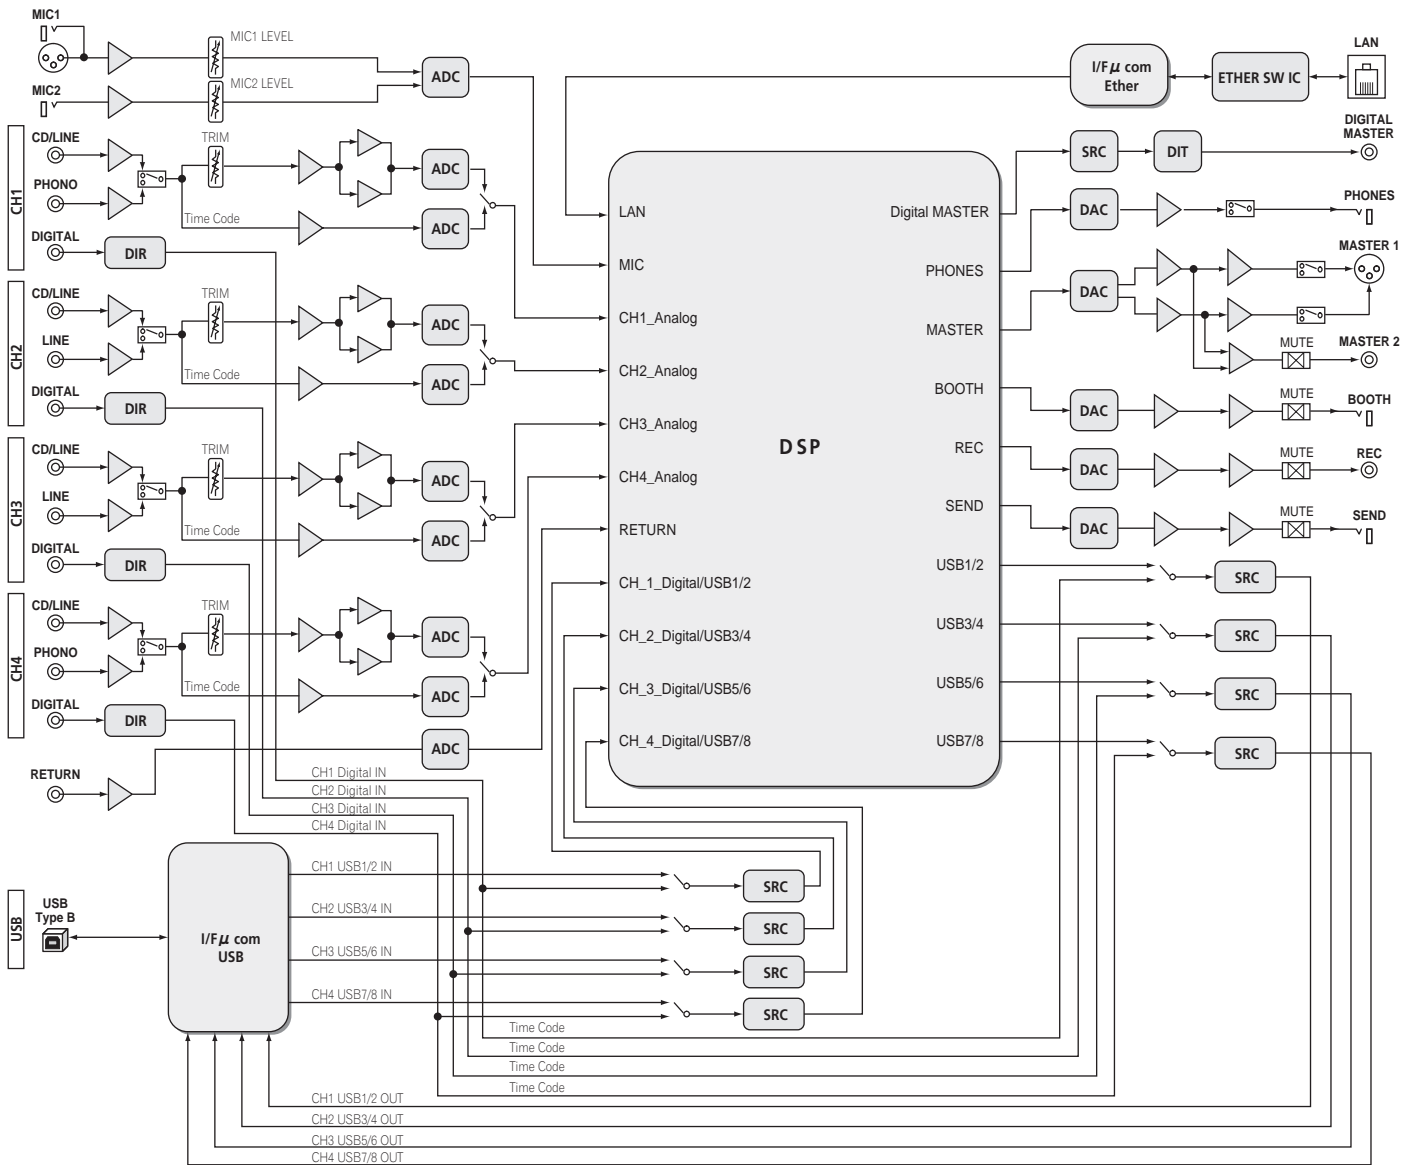 MIC1
MIC1 LEVEL
ADC
MIC2
MIC2 LEVEL
CH1
CD/LINE
TRIM
PHONO
ADC
Time Code
ADC
DIGITAL
DIR
CH2
CD/LINE
TRIM
LINE
ADC
Time Code
ADC
DIGITAL
DIR
CH3
CD/LINE
TRIM
LINE
ADC
Time Code
ADC
DIGITAL
DIR
CH4
CD/LINE
TRIM
PHONO
ADC
Time Code
ADC
DIGITAL
DIR
RETURN
ADC
CH1 Digital IN
CH2 Digital IN
CH3 Digital IN
CH4 Digital IN
USB
USB
Type B
I/Fμ com
USB
CH1 USB1/2 IN
CH2 USB3/4 IN
CH3 USB5/6 IN
CH4 USB7/8 IN
SRC
SRC
SRC
SRC
Time Code
Time Code
Time Code
Time Code
CH1 USB1/2 OUT
CH2 USB3/4 OUT
CH3 USB5/6 OUT
CH4 USB7/8 OUT
DSP
LAN
MIC
CH1_Analog
CH2_Analog
CH3_Analog
CH4_Analog
RETURN
CH_1_Digital/USB1/2
CH_2_Digital/USB3/4
CH_3_Digital/USB5/6
CH_4_Digital/USB7/8
Digital MASTER
PHONES
MASTER
BOOTH
REC
SEND
USB1/2
USB3/4
USB5/6
USB7/8
I/Fμ com
Ether
ETHER SW IC
LAN
SRC
DIT
DIGITAL
MASTER
DAC
PHONES
DAC
MASTER 1
MUTE
MASTER 2
DAC
MUTE
BOOTH
DAC
MUTE
REC
DAC
MUTE
SEND
SRC
SRC
SRC
SRC